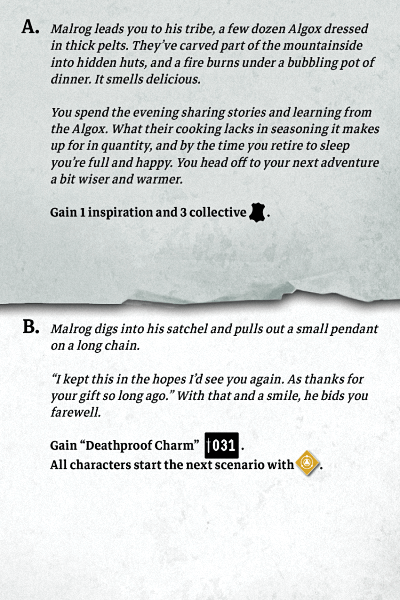 A. Malrog leads you to his tribe, a few dozen Algox dressed
in thick pelts. They’ve carved part of the mountainside
into hidden huts, and a fire burns under a bubbling pot of
dinner. It smells delicious.
You spend the evening sharing stories and learning from
the Algox. What their cooking lacks in seasoning it makes
up for in quantity, and by the time you retire to sleep
you’re full and happy. You head off to your next adventure
a bit wiser and warmer.
Gain 1 inspiration and 3 collective .
B. Malrog digs into his satchel and pulls out a small pendant
on a long chain.
“I kept this in the hopes I’d see you again. As thanks for
your gift so long ago.” With that and a smile, he bids you
farewell.
Gain “Deathproof Charm” 031 .
All characters start the next scenario with .